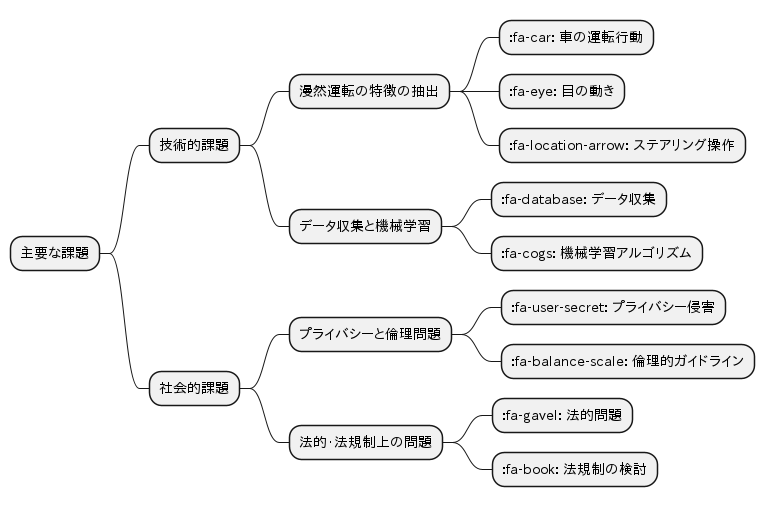 主要な課題
技術的課題
漫然運転の特徴の抽出
:fa-car: 車の運転行動
:fa-eye: 目の動き
:fa-location-arrow: ステアリング操作
データ収集と機械学習
:fa-database: データ収集
:fa-cogs: 機械学習アルゴリズム
社会的課題
プライバシーと倫理問題
:fa-user-secret: プライバシー侵害
:fa-balance-scale: 倫理的ガイドライン
法的·法規制上の問題
:fa-gavel: 法的問題
:fa-book: 法規制の検討